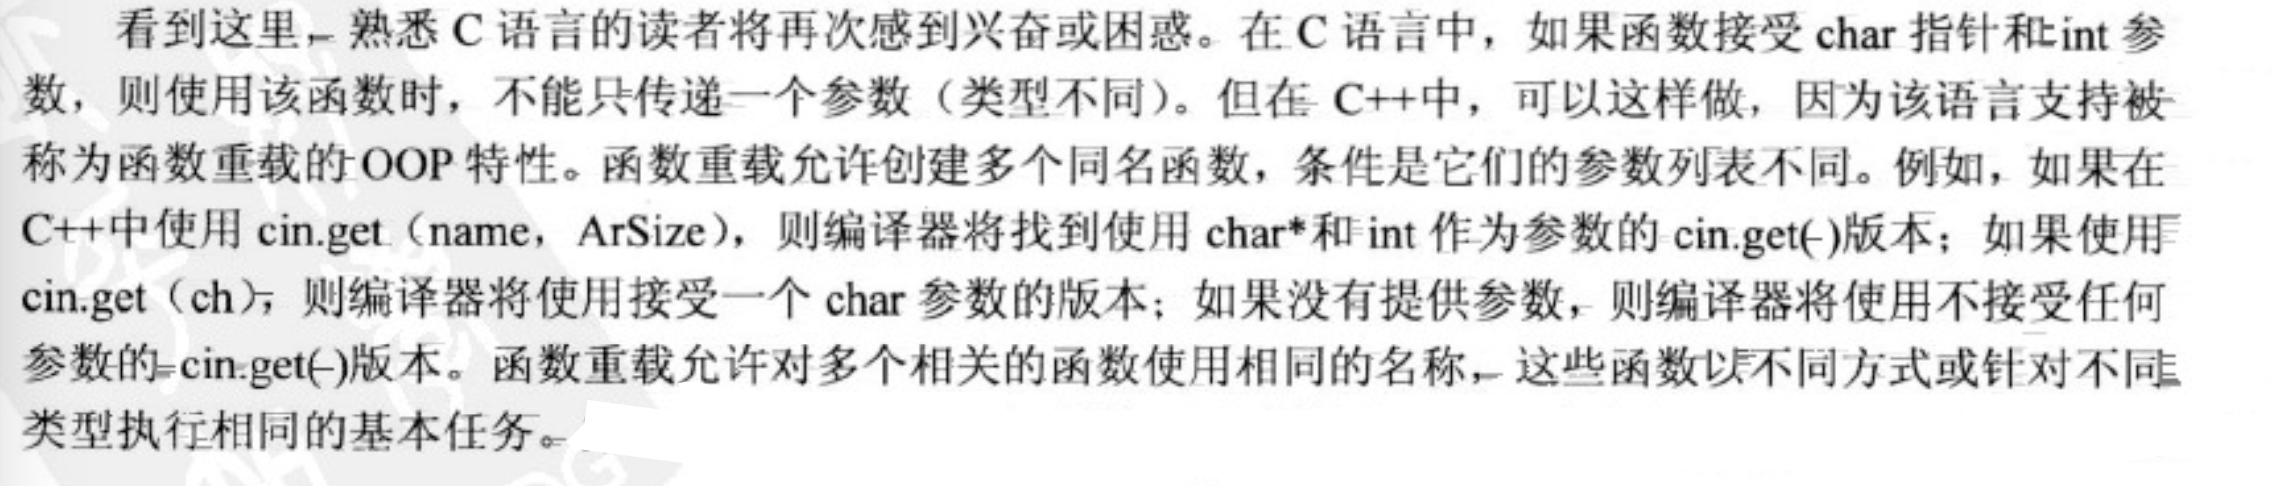 看到这里，熟悉 C 语言的读者将再次感到兴奋或困惑。在 C 语言中，如果函数接受 char 指针和 int 参
数，则使用该函数时，不能只传递一个参数（类型不同）。但在 C++中，可以这样做，因为该语言支持被
称为函数重载的 OOP 特性。函数重载允许创建多个同名函数，条件是它们的参数列表不同。例如，如果在
C++中使用 cin.get（name，ArSize），则编译器将找到使用 char*和 int 作为参数的 cin.get( )版本；如果使用
cin.get（ch），则编译器将使用接受一个 char 参数的版本；如果没有提供参数，则编译器将使用不接受任何
参数的 cin.get( )版本。函数重载允许对多个相关的函数使用相同的名称，这些函数以不同方式或针对不同
类型执行相同的基本任务。